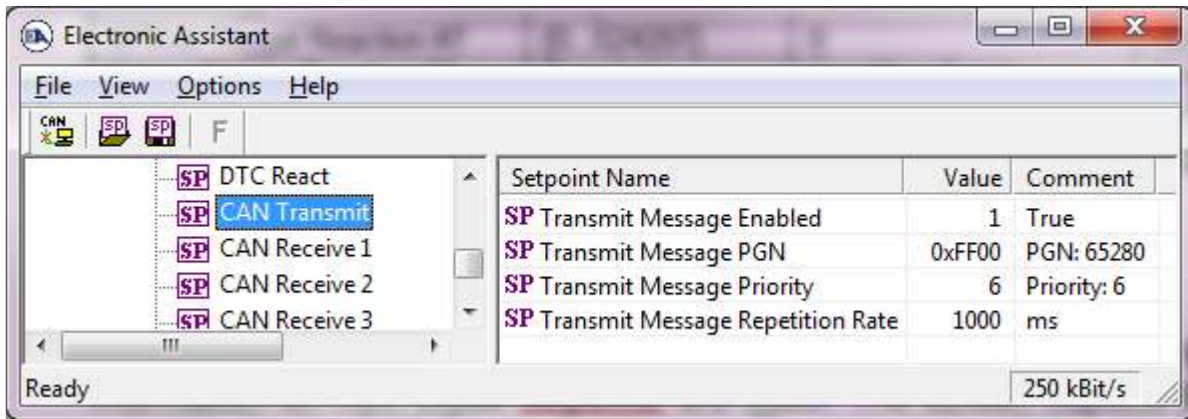 Electronic Assistant
File View Options Help
CAN SP SP F
SP DTC React
SP CAN Transmit
SP CAN Receive 1
SP CAN Receive 2
SP CAN Receive 3
Setpoint Name Value Comment
SP Transmit Message Enabled 1 True
SP Transmit Message PGN 0xFF00 PGN: 65280
SP Transmit Message Priority 6 Priority: 6
SP Transmit Message Repetition Rate 1000 ms
Ready 250 kBit/s